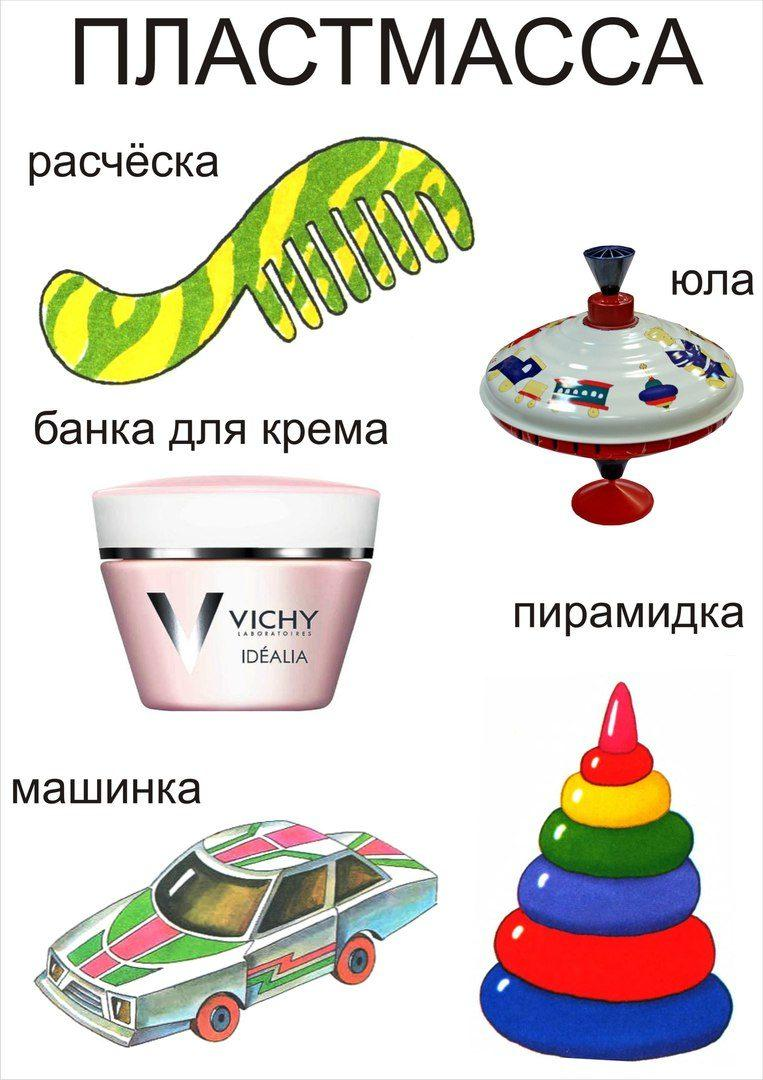 ПЛАСТМАССА
расчёска
юла
банка для крема
VICHY
LABORATOIRES
IDÉALIA
пирамидка
машинка